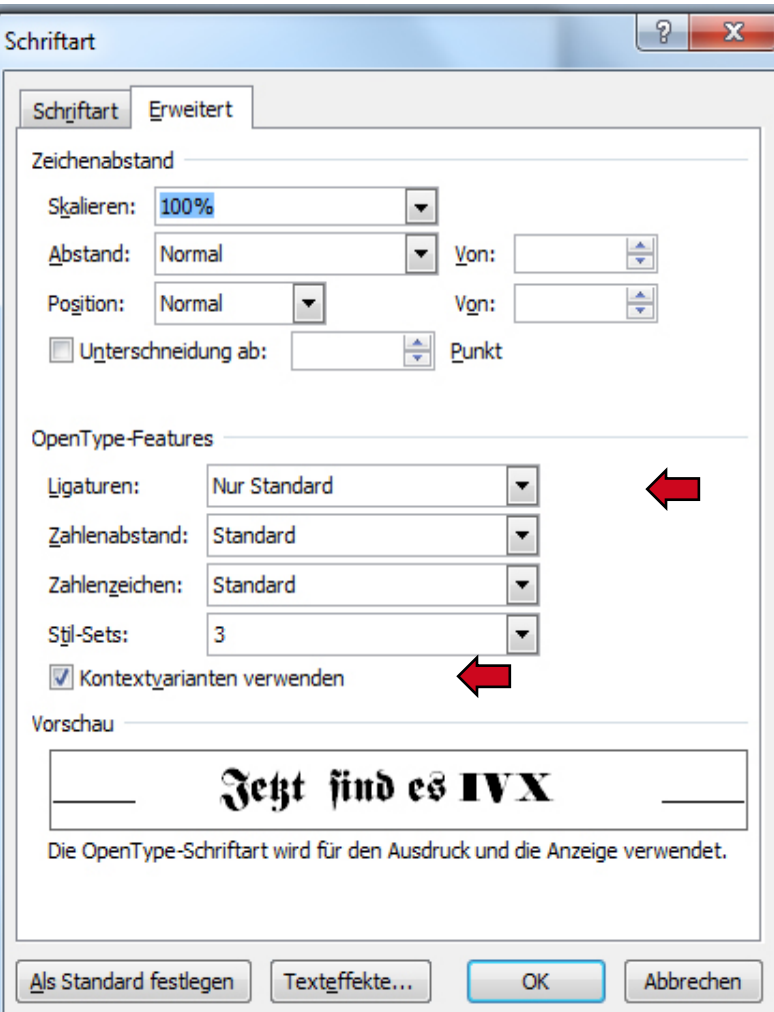 Schriftart
Schriftart Erweitert
Zeichenabstand
Skalieren: 100%
Abstand: Normal Von:
Position: Normal Von:
Unterschneidung ab: Punkt
OpenType-Features
Ligaturen: Nur Standard
Zahlenabstand: Standard
Zahlenzeichen: Standard
Stil-Sets: 3
Kontextvarianten verwenden
Vorschau
Jetzt ſind es IVX
Die OpenType-Schriftart wird für den Ausdruck und die Anzeige verwendet.
Als Standard festlegen Texteffekte... OK Abbrechen